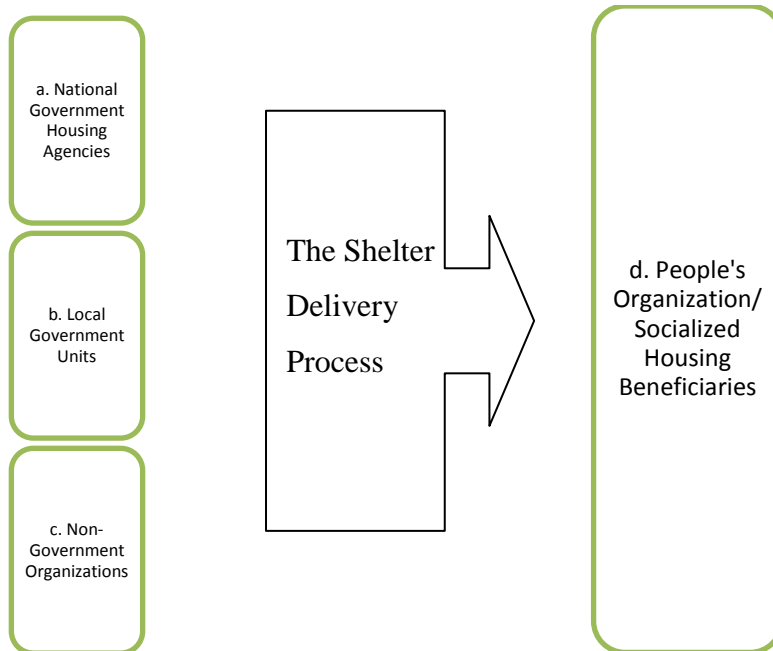 a. National
Government
Housing
Agencies
b. Local
Government
Units
c. Non-
Government
Organizations
The Shelter
Delivery
Process
d. People's
Organization/
Socialized
Housing
Beneficiaries